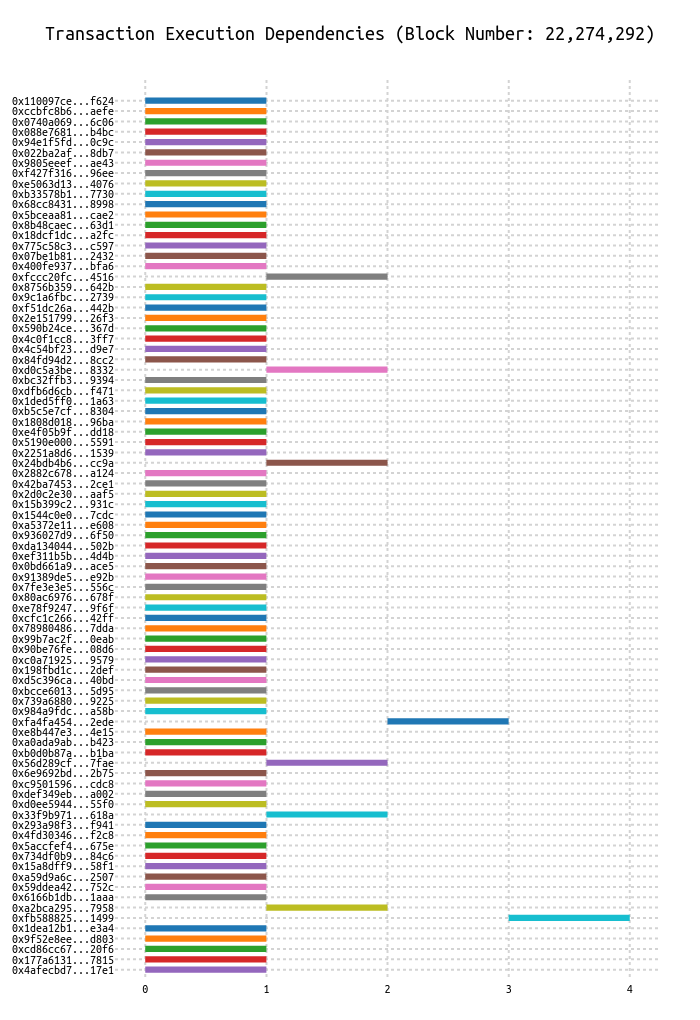 Transaction Execution Dependencies (Block Number: 22,274,292)
0x110097ce...f624
0xccbfc8b6...aefe
0x0740a069...6c06
0x088e7681...b4bc
0x94e1f5fd...0c9c
0x022ba2af...8db7
0x9805eeef...ae43
0xf427f316...96ee
0xe5063d13...4076
0xb33578b1...7730
0x68cc8431...8998
0x5bceaa81...cae2
0x8b48caec...63d1
0x18dcf1dc...a2fc
0x775c58c3...c597
0x07be1b81...2432
0x400fe937...bfa6
0xfccc20fc...4516
0x8756b359...642b
0x9c1a6fbc...2739
0xf51dc26a...442b
0x2e151799...26f3
0x590b24ce...367d
0x4c0f1cc8...3ff7
0x4c54bf23...d9e7
0x84fd94d2...8cc2
0xd0c5a3be...8332
0xbc32ffb3...9394
0xdfb6d6cb...f471
0x1ded5ff0...1a63
0xb5c5e7cf...8304
0x1808d018...96ba
0xe4f05b9f...dd18
0x5190e000...5591
0x2251a8d6...1539
0x24bdb4b6...cc9a
0x2882c678...a124
0x42ba7453...2ce1
0x2d0c2e30...aaf5
0x15b399c2...931c
0x1544c0e0...7cdc
0xa5372e11...e608
0x936027d9...6f50
0xda134044...502b
0xef311b5b...4d4b
0x0bd661a9...ace5
0x91389de5...e92b
0x7fe3e3e5...556c
0x80ac6976...678f
0xe78f9247...9f6f
0xcfc1c266...42ff
0x78980486...7dda
0x99b7ac2f...0eab
0x90be76fe...08d6
0xc0a71925...9579
0x198fbd1c...2def
0xd5c396ca...40bd
0xbcce6013...5d95
0x739a6880...9225
0x984a9fdc...a58b
0xfa4fa454...2ede
0xe8b447e3...4e15
0xa0ada9ab...b423
0xb0d0b87a...b1ba
0x56d289cf...7fae
0x6e9692bd...2b75
0xc9501596...cdc8
0xdef349eb...a002
0xd0ee5944...55f0
0x33f9b971...618a
0x293a98f3...f941
0x4fd30346...f2c8
0x5accfef4...675e
0x734df0b9...84c6
0x15a8dff9...58f1
0xa59d9a6c...2507
0x59ddea42...752c
0x6166b1db...1aaa
0xa2bca295...7958
0xfb588825...1499
0x1dea12b1...e3a4
0x9f52e8ee...d803
0xcd86cc67...20f6
0x177a6131...7815
0x4afecbd7...17e1
0 1 2 3 4